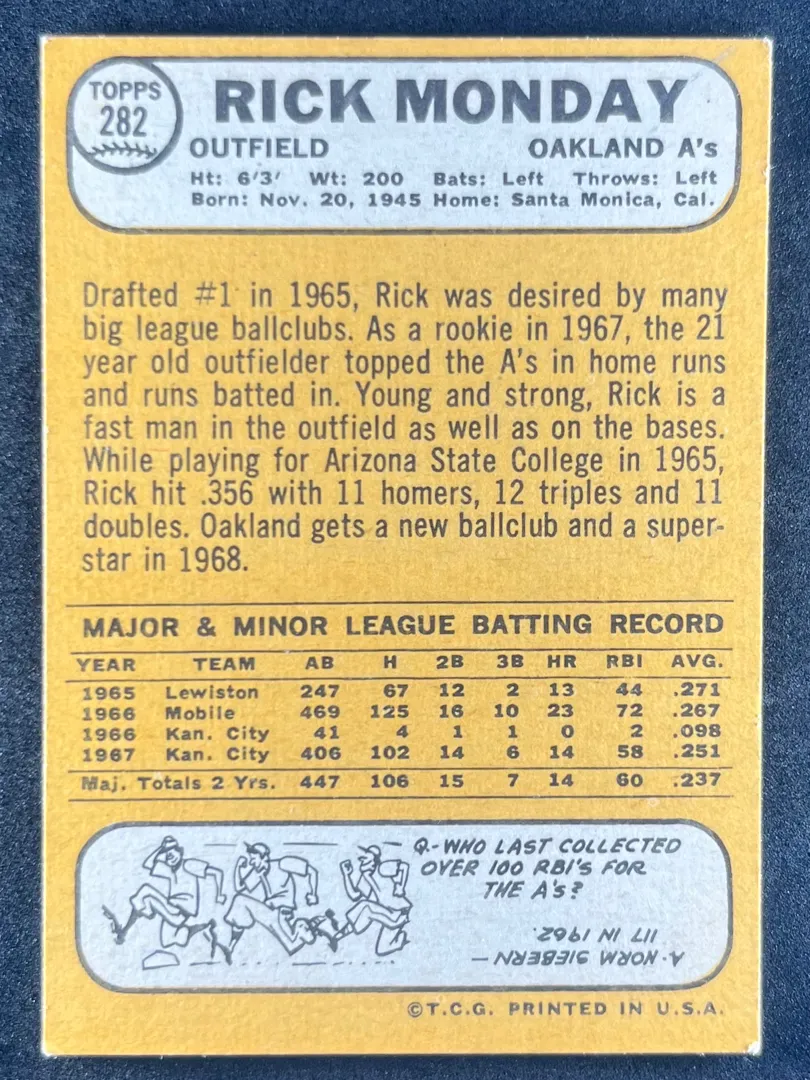 TOPPS
282
RICK MONDAY
OUTFIELD OAKLAND A's
Ht: 6'3' Wt: 200 Bats: Left Throws: Left
Born: Nov. 20, 1945 Home: Santa Monica, Cal.
Drafted #1 in 1965, Rick was desired by many
big league ballclubs. As a rookie in 1967, the 21
year old outfielder topped the A's in home runs
and runs batted in. Young and strong, Rick is a
fast man in the outfield as well as on the bases.
While playing for Arizona State College in 1965,
Rick hit .356 with 11 homers, 12 triples and 11
doubles. Oakland gets a new ballclub and a super-
star in 1968.
MAJOR & MINOR LEAGUE BATTING RECORD
YEAR TEAM AB H 2B 3B HR RBI AVG.
1965 Lewiston 247 67 12 2 13 44 .271
1966 Mobile 469 125 16 10 23 72 .267
1966 Kan. City 41 4 1 1 0 2 .098
1967 Kan. City 406 102 14 6 14 58 .251
Maj. Totals 2 Yrs. 447 106 15 7 14 60 .237
Q.-WHO LAST COLLECTED
OVER 100 RBI'S FOR
THE A's?
A. NORM SIEBERN —
117 IN 1962.
©T.C.G. PRINTED IN U.S.A.